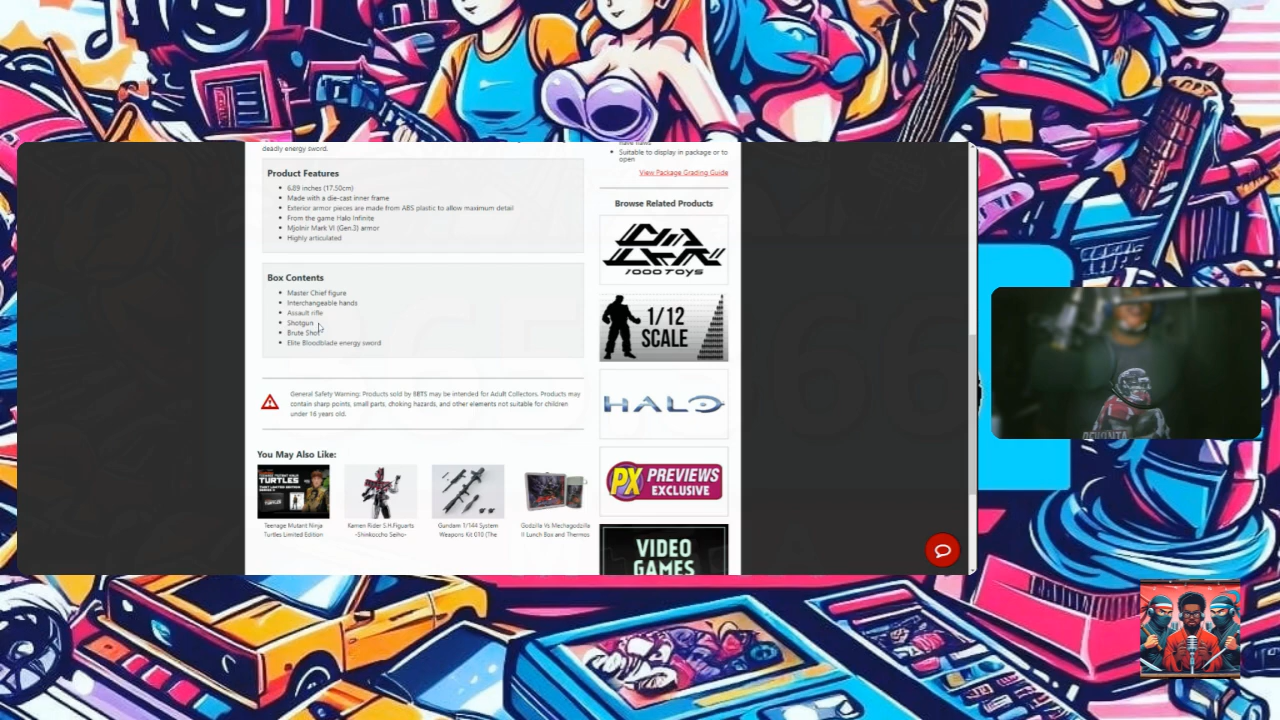 deadly energy sword.
Product Features
6.89 inches (17.50cm)
Made with a die-cast inner frame
Exterior armor pieces are made from ABS plastic to allow maximum detail
From the game Halo Infinite
Mjolnir Mark VI (Gen.3) armor
Highly articulated
Box Contents
Master Chief figure
Interchangeable hands
Assault rifle
Shotgun
Brute Shot
Elite Bloodblade energy sword
General Safety Warning: Products sold by BBTS may be intended for Adult Collectors. Products may
contain sharp points, small parts, choking hazards, and other elements not suitable for children
under 16 years old.
You May Also Like:
TURTLES
Teenage Mutant Ninja
Turtles Limited Edition
Kamen Rider S.H.Figuarts
-Shinkoccho Seiho-
Gundam 1/144 System
Weapons Kit 010 (The
Godzilla Vs Mechagodzilla
II Lunch Box and Thermos
have flaws
Suitable to display in package or to
open
View Package Grading Guide
Browse Related Products
1000TOYS
1/12
SCALE
HALO
PX PREVIEWS
EXCLUSIVE
VIDEO
GAMES